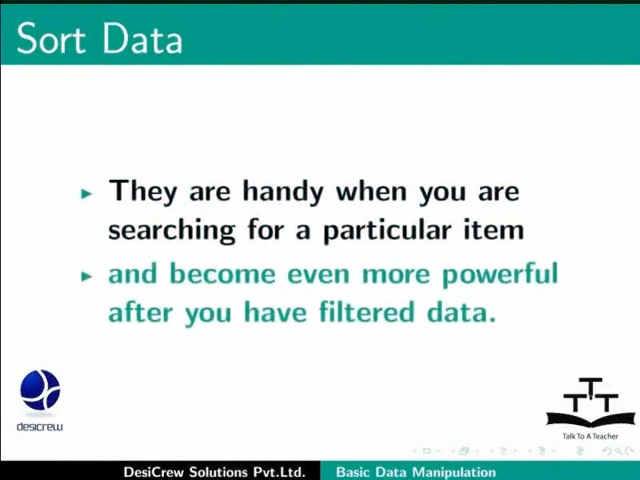 Sort Data
They are handy when you are
searching for a particular item
and become even more powerful
after you have filtered data.
desicrew
TTT
Talk To A Teacher
DesiCrew Solutions Pvt.Ltd. Basic Data Manipulation